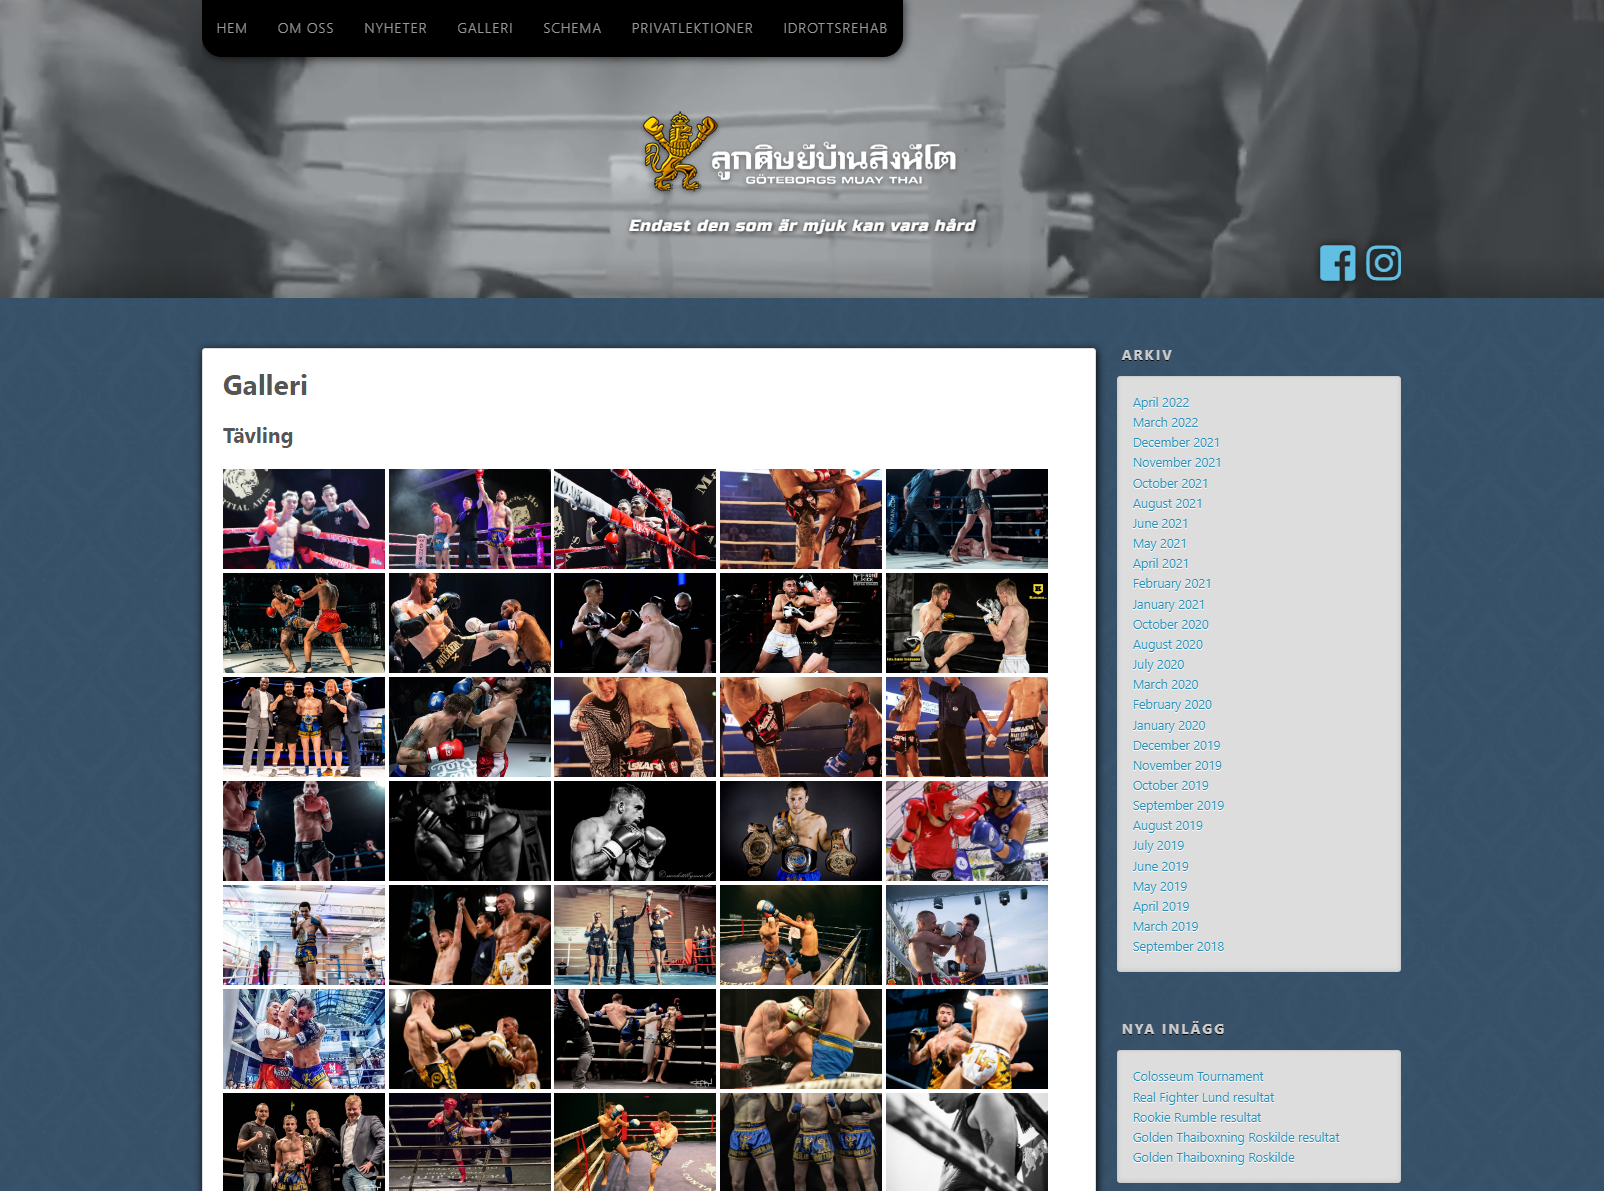 HEM OM OSS NYHETER GALLERI SCHEMA PRIVATLEKTIONER IDROTTSREHAB
ลูกศิษย์บ้านสิงห์โต
GÖTEBORGS MUAY THAI
Endast den som är mjuk kan vara hård
Galleri
Tävling
ARKIV
April 2022
March 2022
December 2021
November 2021
October 2021
August 2021
June 2021
May 2021
April 2021
February 2021
January 2021
October 2020
August 2020
July 2020
March 2020
February 2020
January 2020
December 2019
November 2019
October 2019
September 2019
August 2019
July 2019
June 2019
May 2019
April 2019
March 2019
September 2018
NYA INLÄGG
Colosseum Tournament
Real Fighter Lund resultat
Rookie Rumble resultat
Golden Thaiboxning Roskilde resultat
Golden Thaiboxning Roskilde